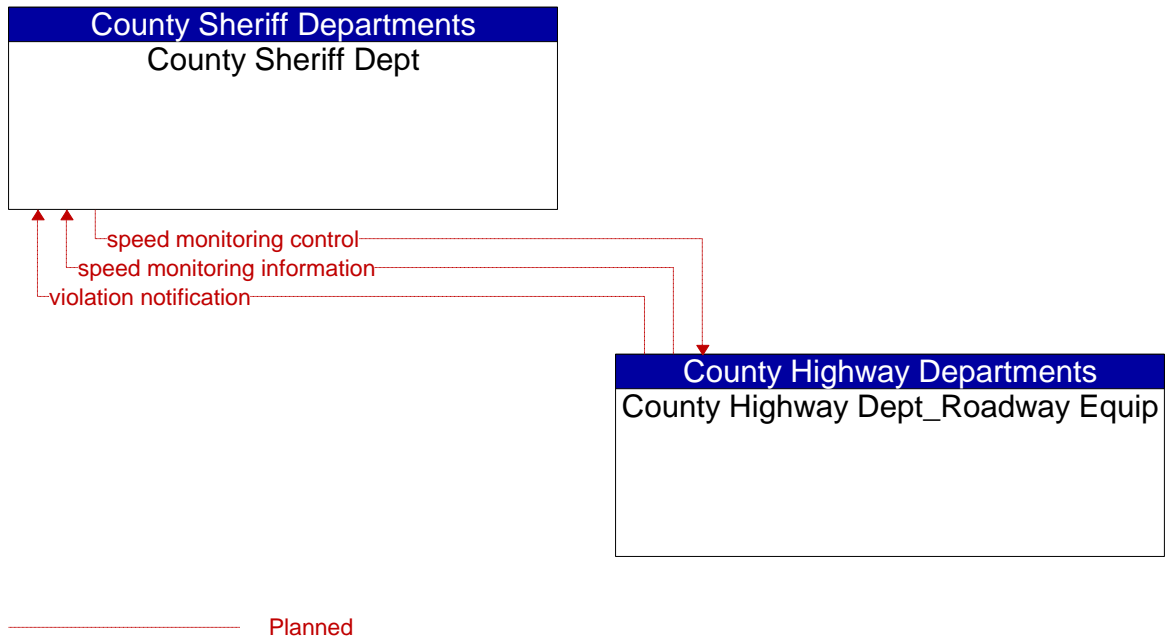 County Sheriff Departments
County Sheriff Dept
speed monitoring control
speed monitoring information
violation notification
County Highway Departments
County Highway Dept_Roadway Equip
Planned